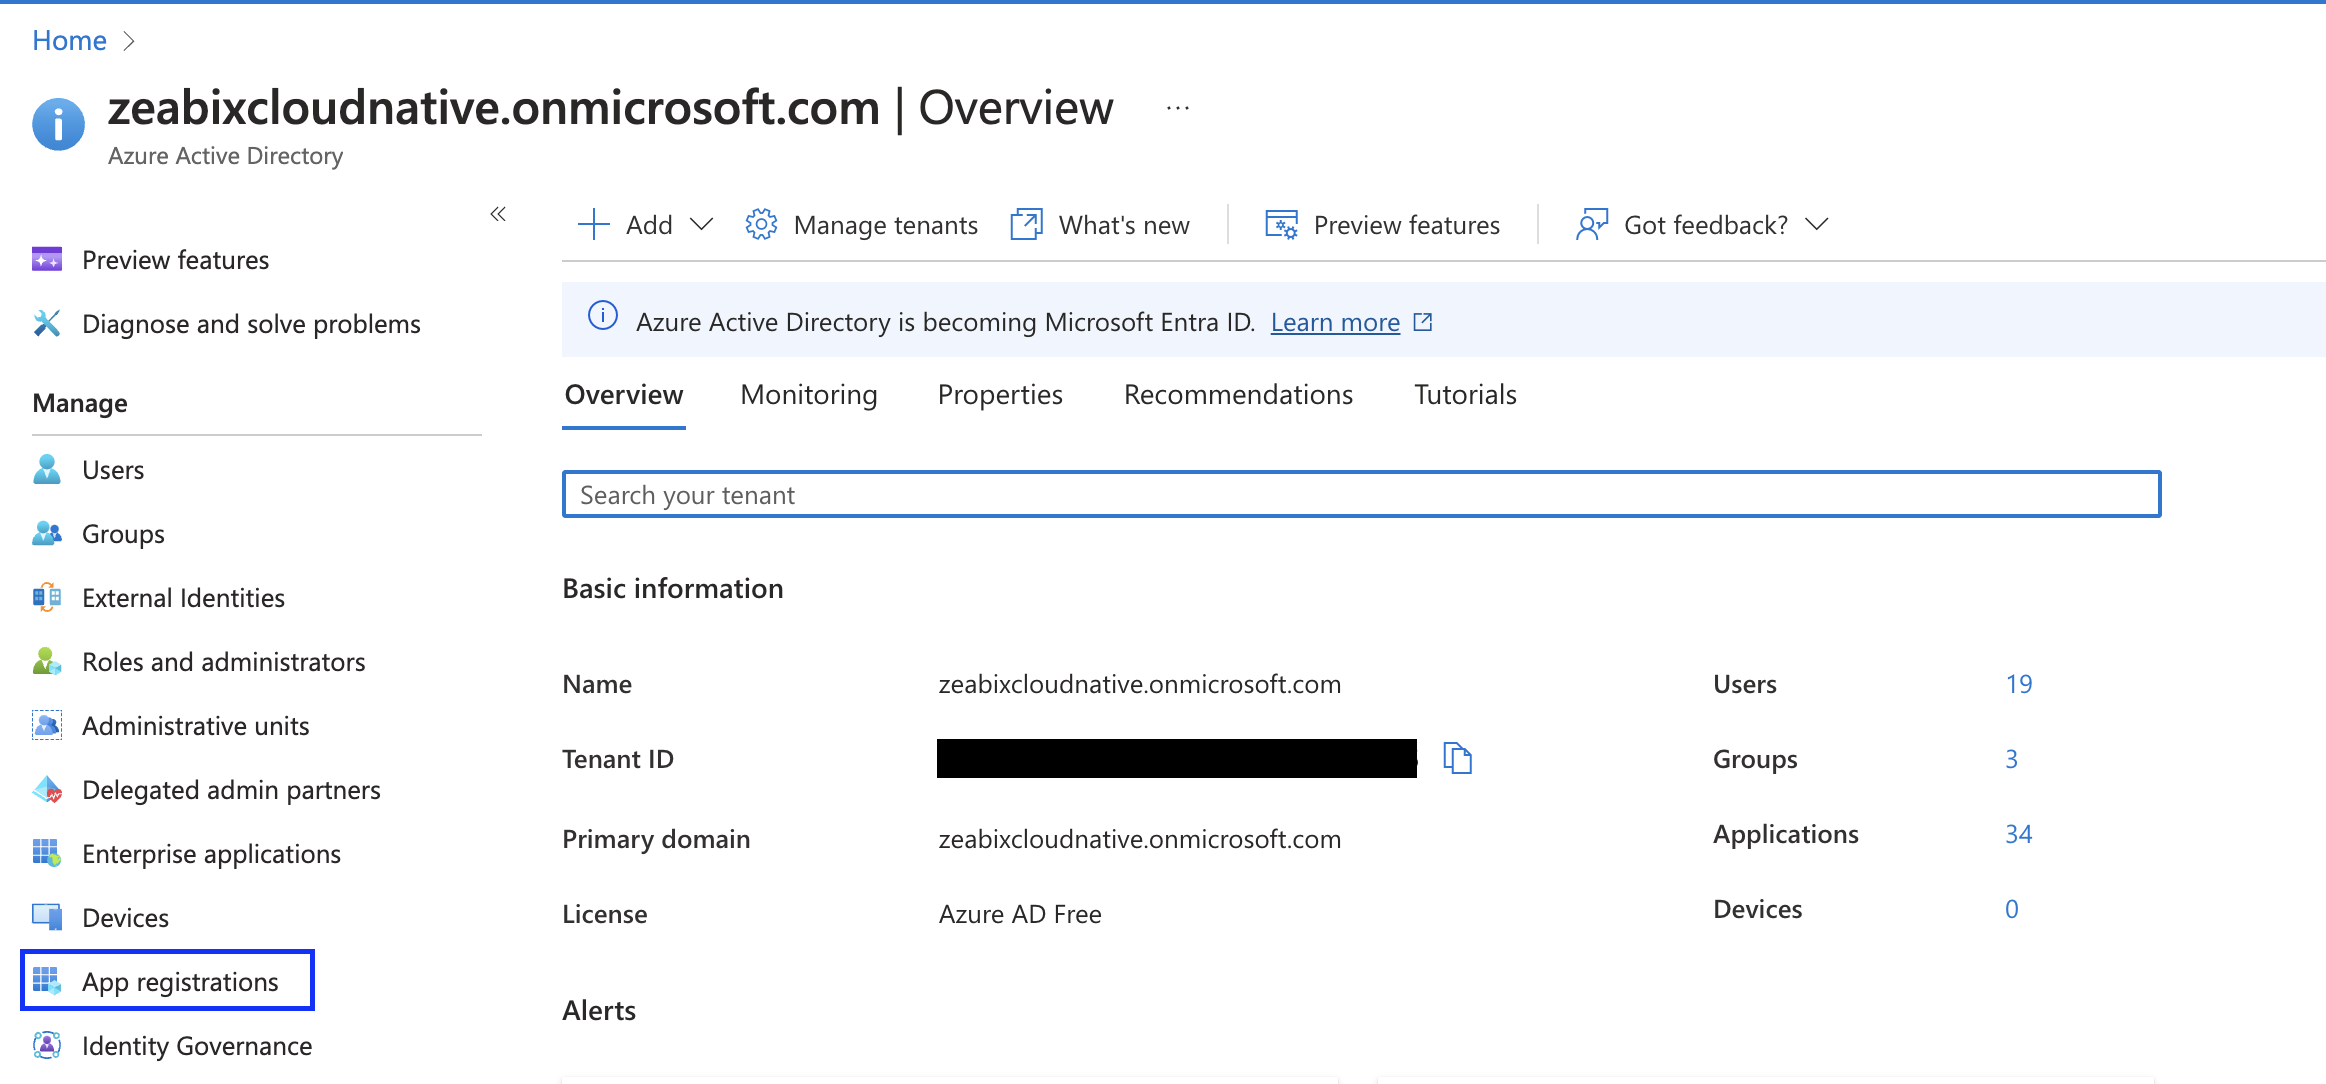 Home
zeabixcloudnative.onmicrosoft.com | Overview ...
Azure Active Directory
Preview features
Diagnose and solve problems
Manage
Users
Groups
External Identities
Roles and administrators
Administrative units
Delegated admin partners
Enterprise applications
Devices
App registrations
Identity Governance
Add Manage tenants What's new Preview features Got feedback?
Azure Active Directory is becoming Microsoft Entra ID. Learn more
Overview Monitoring Properties Recommendations Tutorials
Search your tenant
Basic information
Name zeabixcloudnative.onmicrosoft.com Users 19
Tenant ID Groups 3
Primary domain zeabixcloudnative.onmicrosoft.com Applications 34
License Azure AD Free Devices 0
Alerts